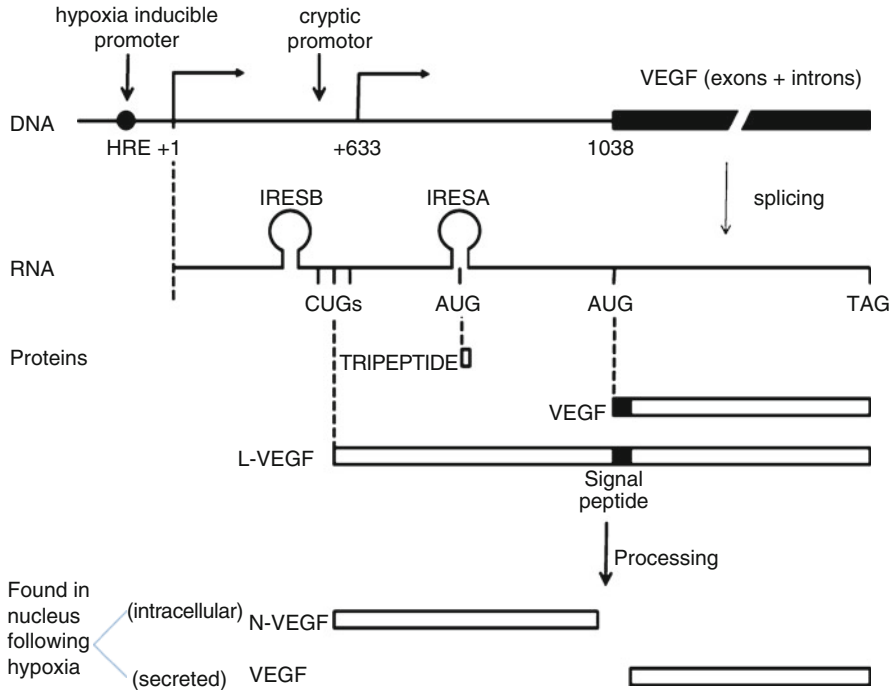 hypoxia inducible
promoter
cryptic
promotor
VEGF (exons + introns)
DNA
HRE +1
+633
1038
splicing
IRESB
IRESA
RNA
CUGs
AUG
AUG
TAG
Proteins
TRIPEPTIDE
VEGF
L-VEGF
Signal
peptide
Processing
Found in
nucleus
following
hypoxia
(intracellular)
N-VEGF
(secreted)
VEGF